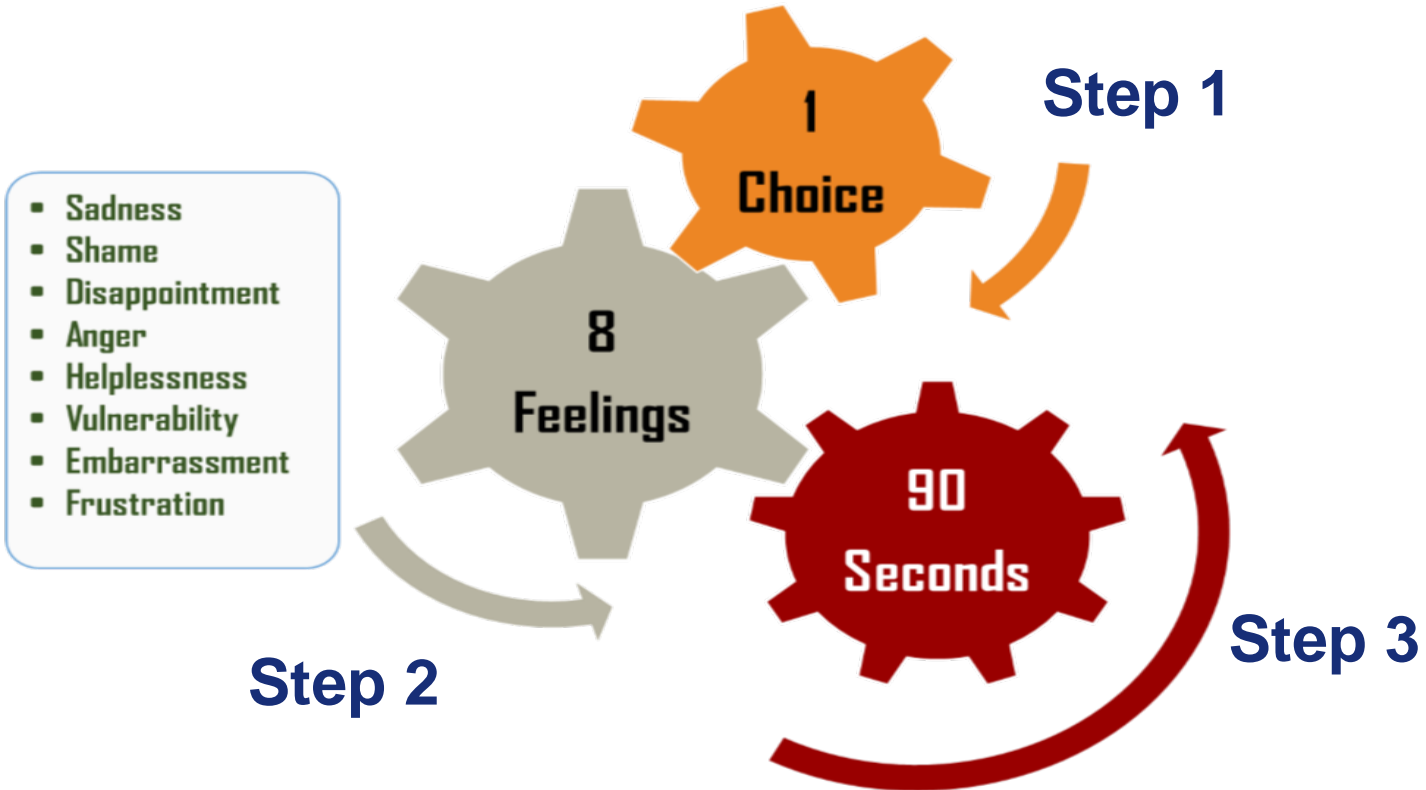 1
Choice
Step 1
▪ Sadness
▪ Shame
▪ Disappointment
▪ Anger
▪ Helplessness
▪ Vulnerability
▪ Embarrassment
▪ Frustration
8
Feelings
Step 2
90
Seconds
Step 3